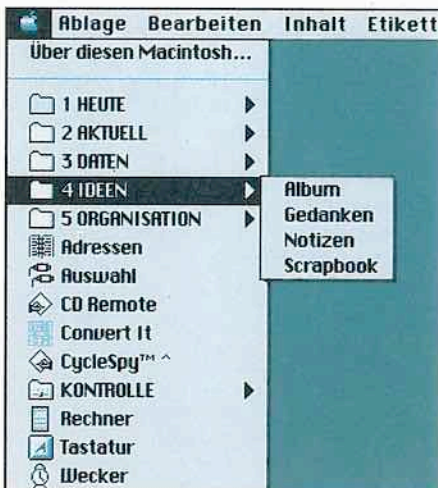 Ablage Bearbeiten Inhalt Etikett
Über diesen Macintosh...
1 HEUTE
2 AKTUELL
3 DATEN
4 IDEEN
5 ORGANISATION
Adressen
Auswahl
CD Remote
Convert It
CycleSpy™ ^
KONTROLLE
Rechner
Tastatur
Wecker
Album
Gedanken
Notizen
Scrapbook